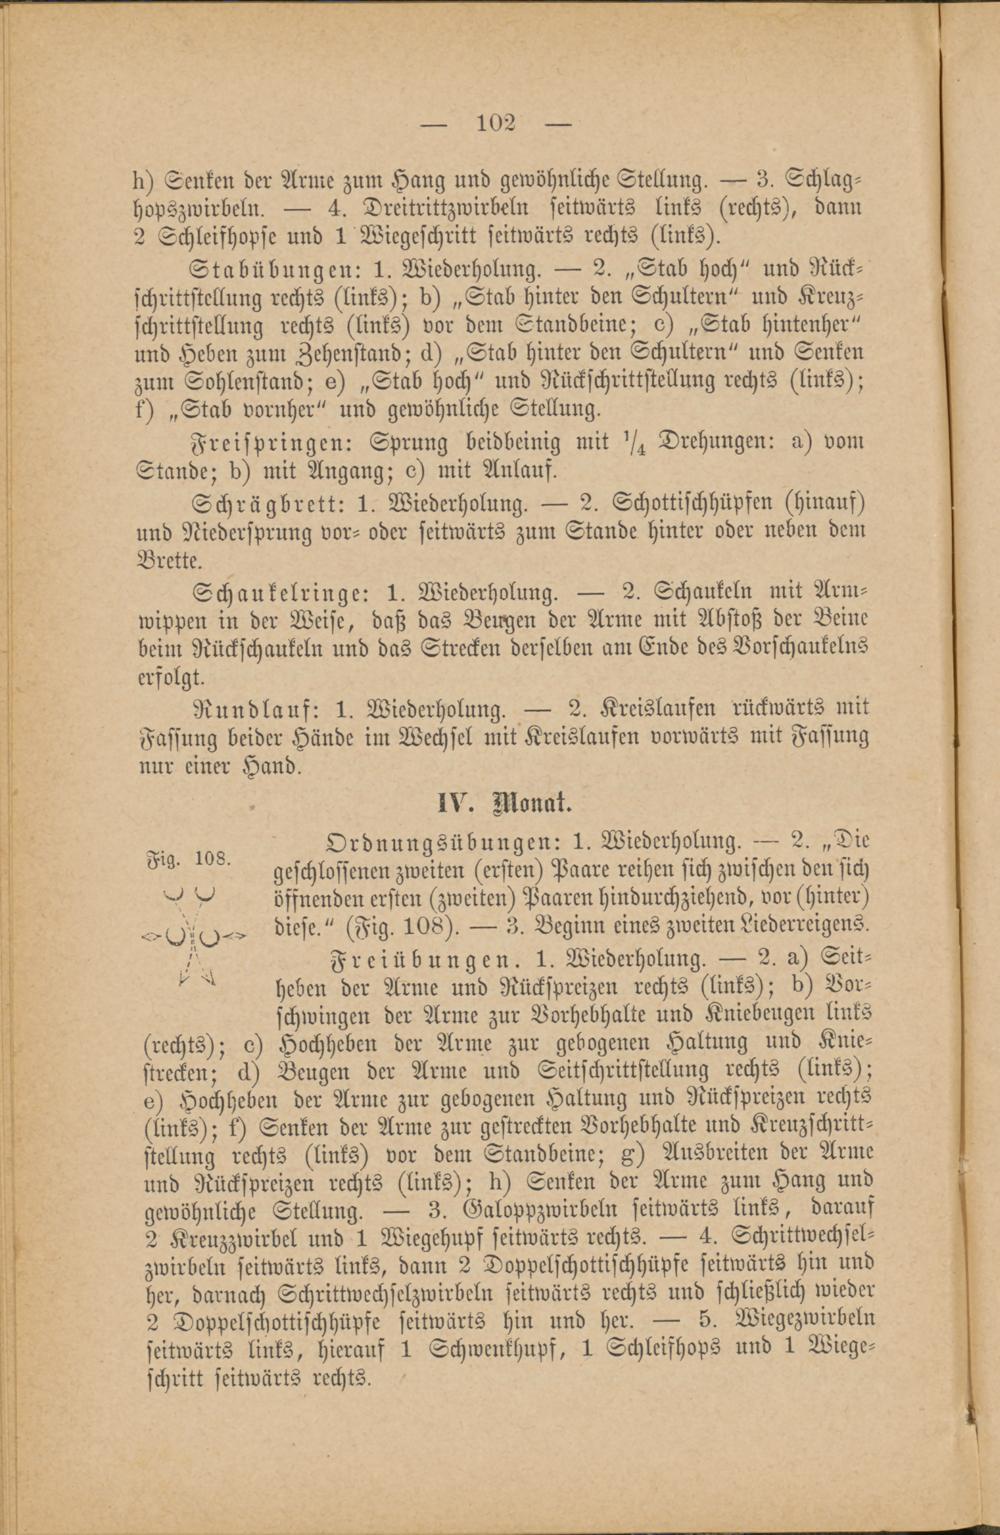 — 102 —
h) Senken der Arme zum Hang und gewöhnliche Stellung. — 3. Schlag-
hopszwirbeln. — 4. Dreitrittzwirbeln seitwärts links (rechts), dann
2 Schleifhopse und 1 Wiegeschritt seitwärts rechts (links).
Stabübungen: 1. Wiederholung. — 2. „Stab hoch“ und Rück-
schrittstellung rechts (links); b) „Stab hinter den Schultern“ und Kreuz-
schrittstellung rechts (links) vor dem Standbeine; c) „Stab hintenher“
und Heben zum Zehenstand; d) „Stab hinter den Schultern“ und Senken
zum Sohlenstand; e) „Stab hoch“ und Rückschrittstellung rechts (links);
f) „Stab vornher“ und gewöhnliche Stellung.
Freispringen: Sprung beidbeinig mit 1/4 Drehungen: a) vom
Stande; b) mit Angang; c) mit Anlauf.
Schrägbrett: 1. Wiederholung. — 2. Schottischhüpfen (hinauf)
und Niedersprung vor- oder seitwärts zum Stande hinter oder neben dem
Brette.
Schaukelringe: 1. Wiederholung. — 2. Schaukeln mit Arm-
wippen in der Weise, daß das Beugen der Arme mit Abstoß der Beine
beim Rückschaukeln und das Strecken derselben am Ende des Vorschaukelns
erfolgt.
Rundlauf: 1. Wiederholung. — 2. Kreislaufen rückwärts mit
Fassung beider Hände im Wechsel mit Kreislaufen vorwärts mit Fassung
nur einer Hand.
IV. Monat.
Fig. 108.
Ordnungsübungen: 1. Wiederholung. — 2. „Die
geschlossenen zweiten (ersten) Paare reihen sich zwischen den sich
öffnenden ersten (zweiten) Paaren hindurchziehend, vor (hinter)
diese.“ (Fig. 108). — 3. Beginn eines zweiten Liederreigens.
Freiübungen. 1. Wiederholung. — 2. a) Seit-
heben der Arme und Rückspreizen rechts (links); b) Vor-
schwingen der Arme zur Vorhebhalte und Kniebeugen links
(rechts); c) Hochheben der Arme zur gebogenen Haltung und Knie-
strecken; d) Beugen der Arme und Seitschrittstellung rechts (links);
e) Hochheben der Arme zur gebogenen Haltung und Rückspreizen rechts
(links); f) Senken der Arme zur gestreckten Vorhebhalte und Kreuzschritt-
stellung rechts (links) vor dem Standbeine; g) Ausbreiten der Arme
und Rückspreizen rechts (links); h) Senken der Arme zum Hang und
gewöhnliche Stellung. — 3. Galoppzwirbeln seitwärts links, darauf
2 Kreuzzwirbel und 1 Wiegehupf seitwärts rechts. — 4. Schrittwechsel-
zwirbeln seitwärts links, dann 2 Doppelschottischhüpfe seitwärts hin und
her, darnach Schrittwechselzwirbeln seitwärts rechts und schließlich wieder
2 Doppelschottischhüpfe seitwärts hin und her. — 5. Wiegezwirbeln
seitwärts links, hierauf 1 Schwenkhupf, 1 Schleifhops und 1 Wiege-
schritt seitwärts rechts.